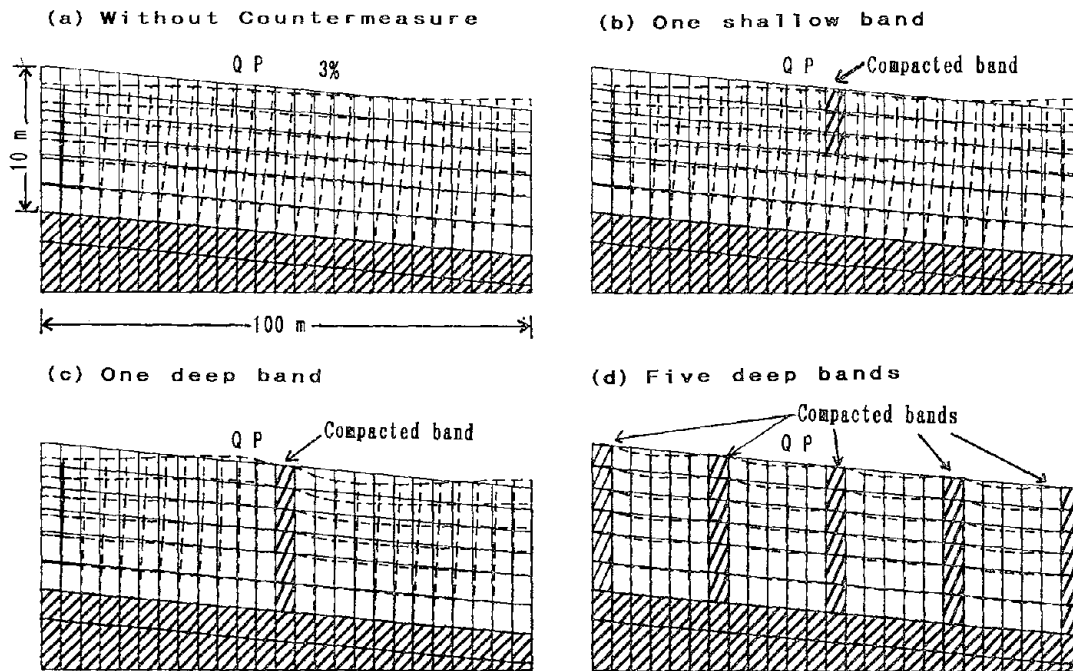 (a) Without Countermeasure
Q P 3%
10 m
100 m
(b) One shallow band
Q P Compacted band
(c) One deep band
Q P Compacted band
(d) Five deep bands
Compacted bands
Q P